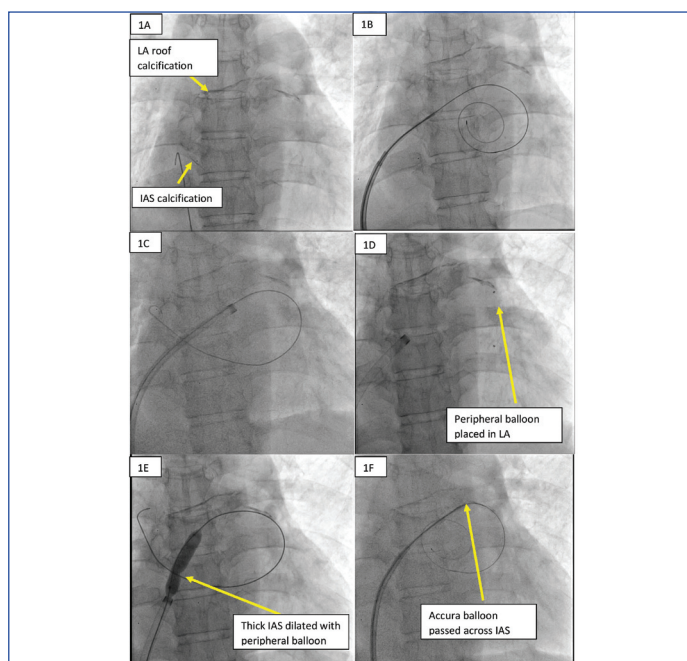 1A
LA roof
calcification
IAS calcification
1B
1C
1D
Peripheral balloon
placed in LA
1E
Thick IAS dilated with
peripheral balloon
1F
Accura balloon
passed across IAS